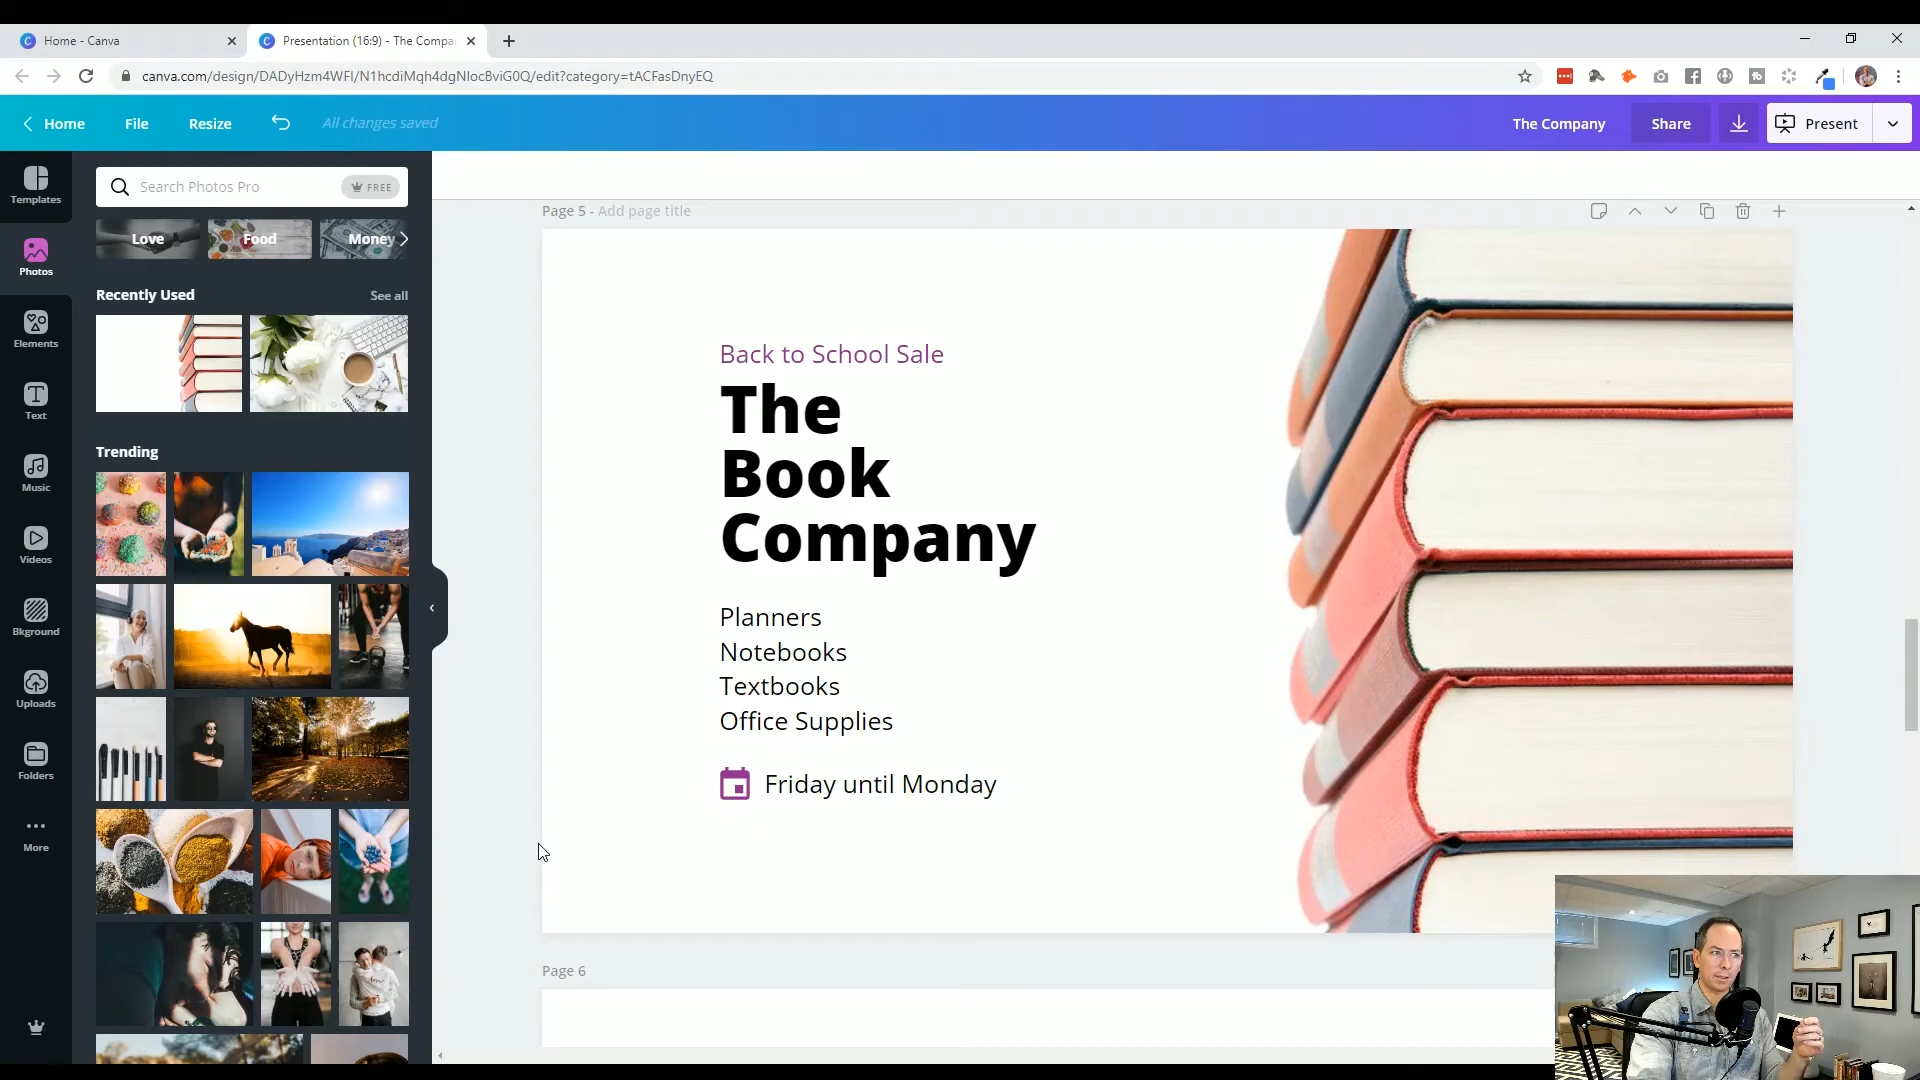 Home - Canva
Presentation (16:9) - The Compa
canva.com/design/DADyHzm4WFI/N1hcdiMqh4dgNlocBviG0Q/edit?category=tACFasDnyEQ
Home
File
Resize
All changes saved
The Company
Share
Present
Templates
Photos
Elements
Text
Music
Videos
Bkground
Uploads
Folders
More
Search Photos Pro
FREE
Love
Food
Money
Recently Used
See all
Trending
Page 5 - Add page title
Back to School Sale
The
Book
Company
Planners
Notebooks
Textbooks
Office Supplies
Friday until Monday
Page 6